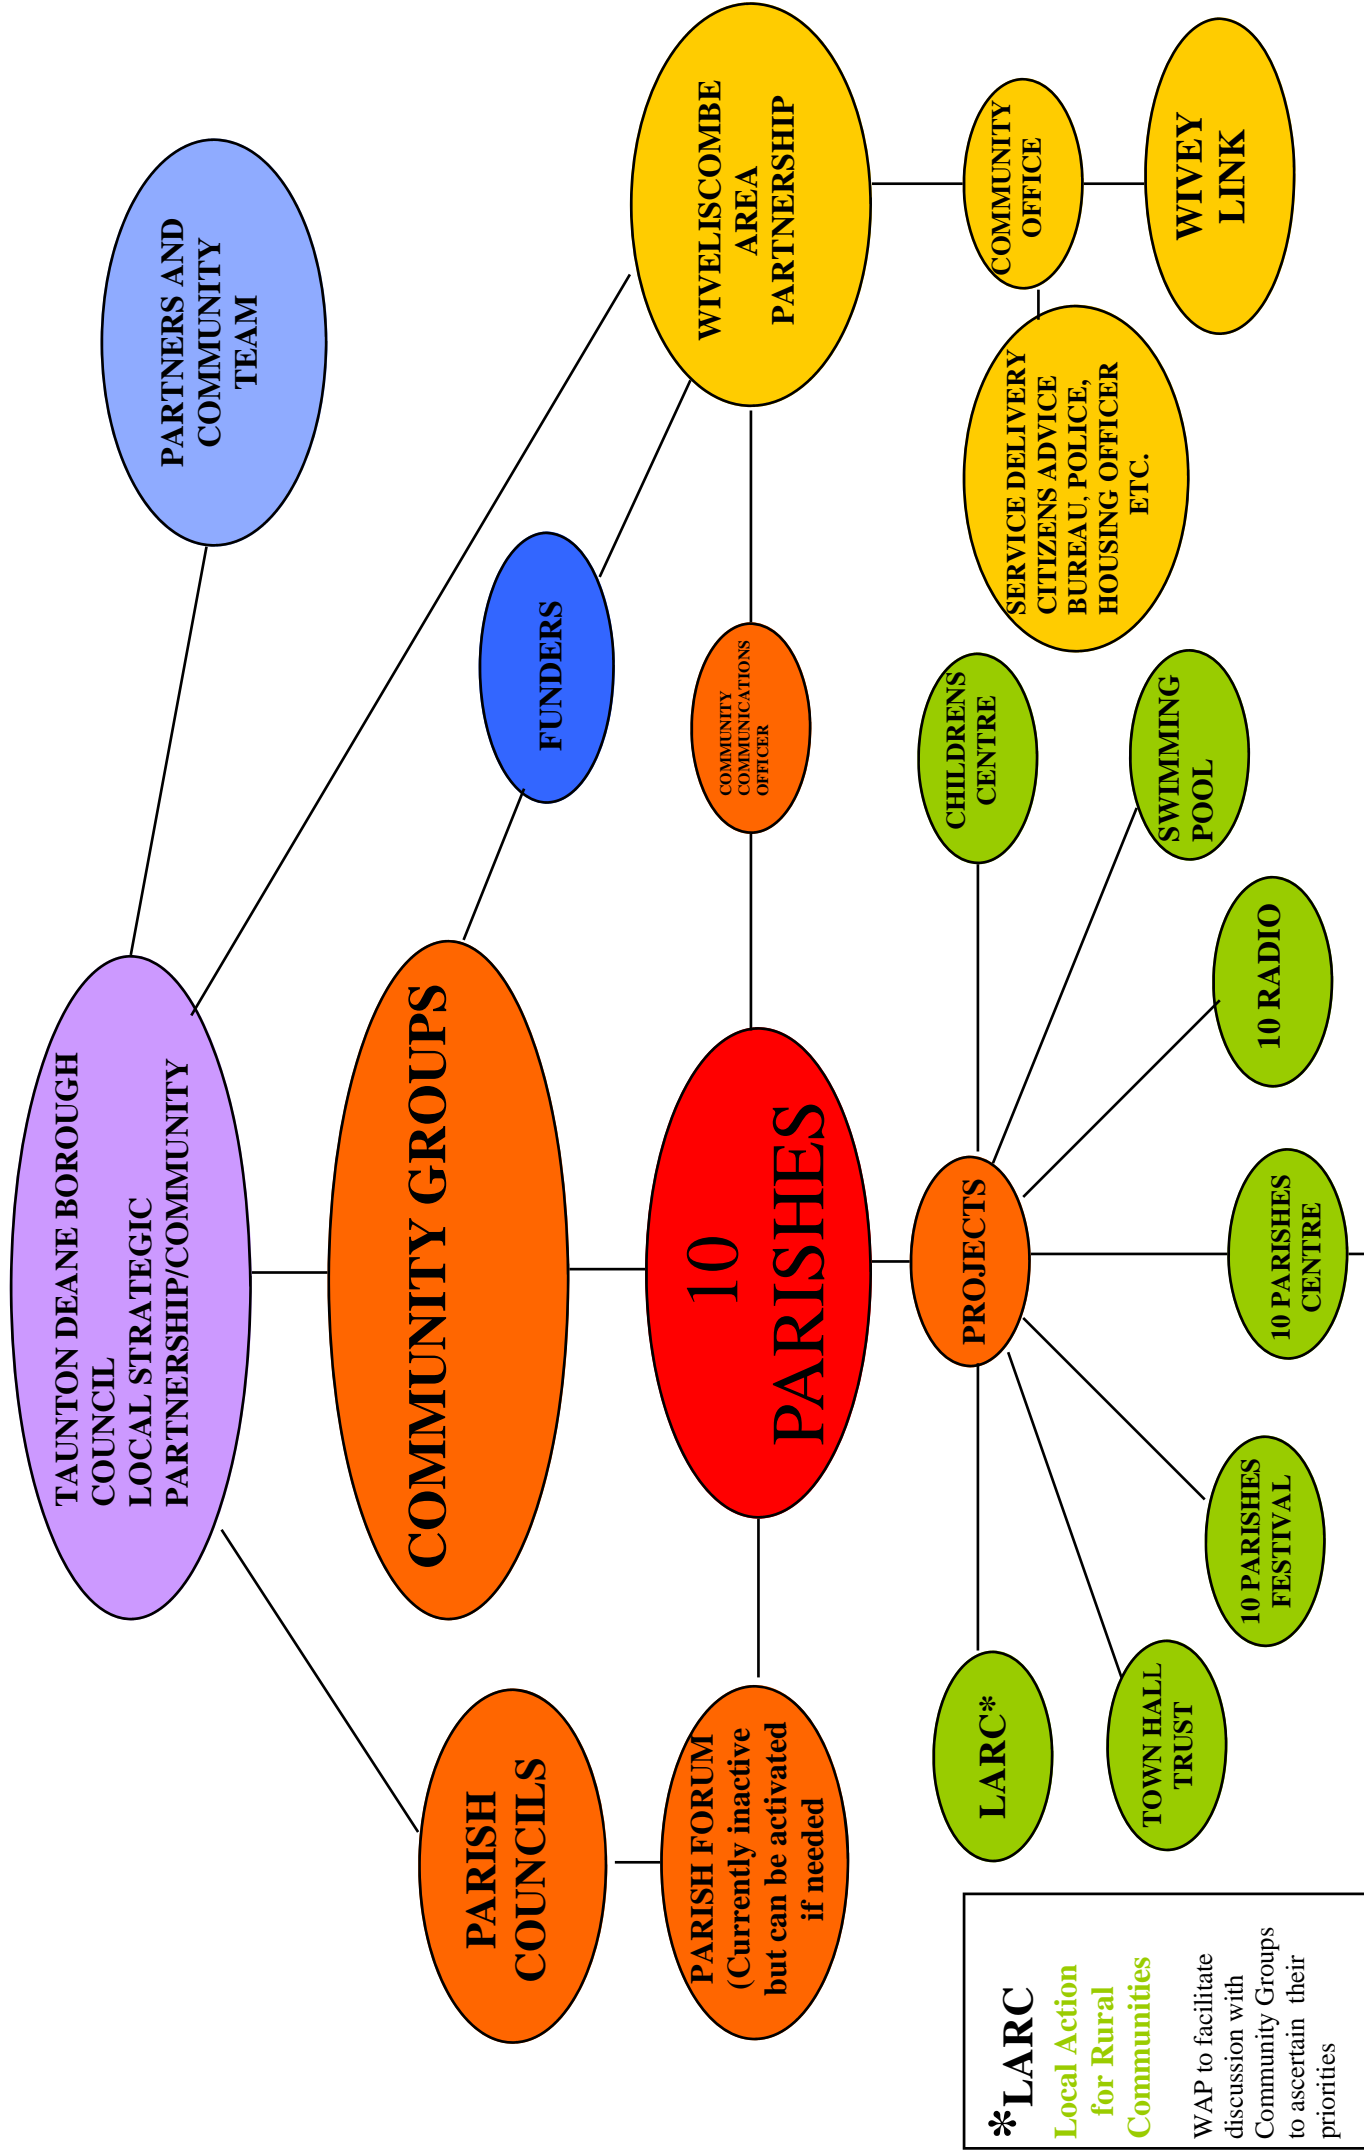 TAUNTON DEANE BOROUGH
COUNCIL
LOCAL STRATEGIC
PARTNERSHIP/COMMUNITY
PARTNERS AND
COMMUNITY
TEAM
PARISH
COUNCILS
COMMUNITY GROUPS
FUNDERS
PARISH FORUM
(Currently inactive
but can be activated
if needed
10
PARISHES
COMMUNITY
COMMUNICATIONS
OFFICER
WIVELISCOMBE
AREA
PARTNERSHIP
PROJECTS
LARC*
TOWN HALL
TRUST
10 PARISHES
FESTIVAL
10 PARISHES
CENTRE
10 RADIO
SWIMMING
POOL
CHILDRENS
CENTRE
SERVICE DELIVERY
CITIZENS ADVICE
BUREAU, POLICE,
HOUSING OFFICER
ETC.
COMMUNITY
OFFICE
WIVEY
LINK
*LARC
Local Action
for Rural
Communities
WAP to facilitate
discussion with
Community Groups
to ascertain their
priorities